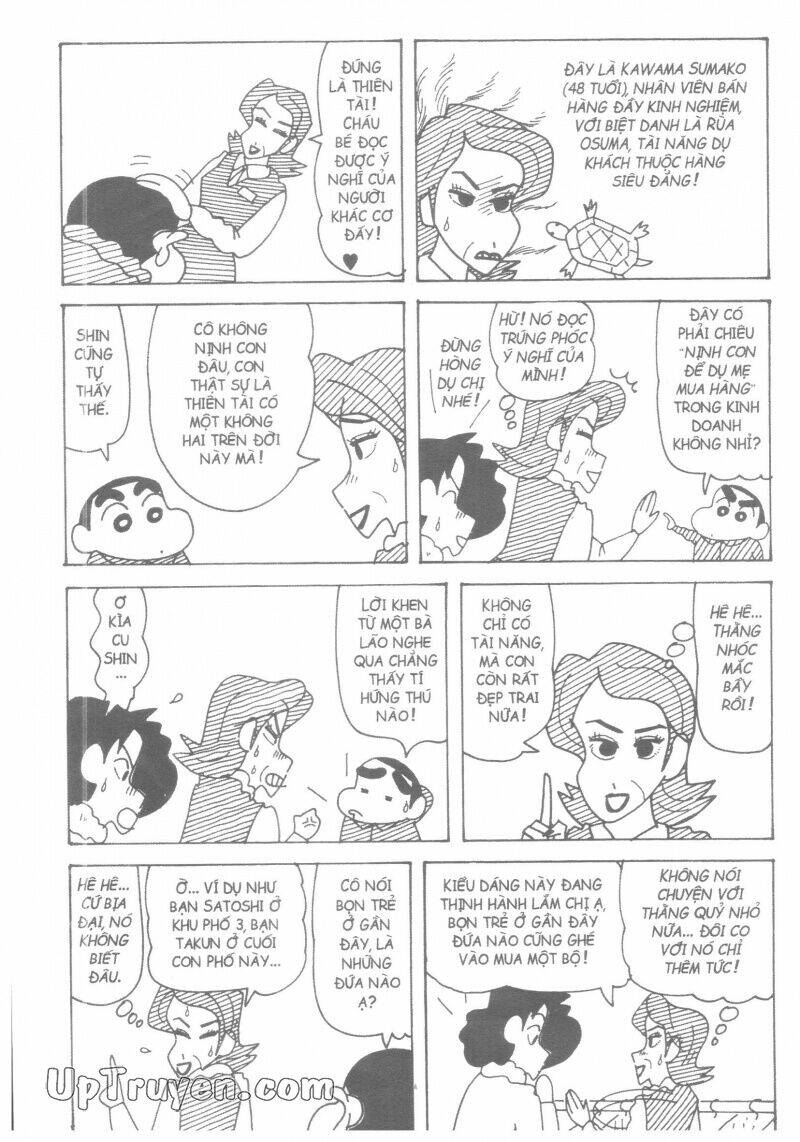 ĐÂY LÀ KAWAMA SUMAKO
(48 TUỔI), NHÂN VIÊN BÁN
HÀNG ĐẦY KINH NGHIỆM,
VỚI BIỆT DANH LÀ RÙA
OSUMA, TÀI NĂNG DỤ
KHÁCH THUỘC HÀNG
SIÊU ĐẲNG!
ĐÚNG
LÀ THIÊN
TÀI!
CHÁU
BÉ ĐỌC
ĐƯỢC Ý
NGHĨ CỦA
NGƯỜI
KHÁC CƠ
ĐẤY!
ĐÂY CÓ
PHẢI CHIÊU
"NỊNH CON
ĐỂ DỤ MẸ
MUA HÀNG"
TRONG KINH
DOANH
KHÔNG NHỈ?
HỪ! NÓ ĐỌC
TRÚNG PHÓC
Ý NGHĨ CỦA
MÌNH!
ĐỪNG
HÒNG
DỤ CHỊ
NHÉ!
CÔ KHÔNG
NỊNH CON
ĐÂU, CON
THẬT SỰ LÀ
THIÊN TÀI CÓ
MỘT KHÔNG
HAI TRÊN ĐỜI
NÀY MÀ!
SHIN
CŨNG
TỰ
THẤY
THẾ.
HÊ HÊ...
THẰNG
NHÓC
MẮC
BẪY
RỒI!
KHÔNG
CHỈ CÓ
TÀI NĂNG,
MÀ CON
CÒN RẤT
ĐẸP TRAI
NỮA!
LỜI KHEN
TỪ MỘT BÀ
LÃO NGHE
QUA CHẲNG
THẤY TÍ
HỨNG THÚ
NÀO!
Ơ
KÌA
CU
SHIN
...
KHÔNG NÓI
CHUYỆN VỚI
THẰNG QUỶ NHỎ
NỮA... ĐÔI CO
VỚI NÓ CHỈ
THÊM TỨC!
KIỂU DÁNG NÀY ĐANG
THỊNH HÀNH LẮM CHỊ Ạ,
BỌN TRẺ Ở GẦN ĐÂY
ĐỨA NÀO CŨNG GHÉ
VÀO MUA MỘT BỘ!
CÔ NÓI
BỌN TRẺ
Ở GẦN
ĐÂY, LÀ
NHỮNG
ĐỨA NÀO
Ạ?
Ờ... VÍ DỤ NHƯ
BẠN SATOSHI Ở
KHU PHỐ 3, BẠN
TAKUN Ở CUỐI
CON PHỐ NÀY...
HÊ HÊ...
CỨ BỊA
ĐẠI, NÓ
KHÔNG
BIẾT
ĐÂU.
UpTruyen.com